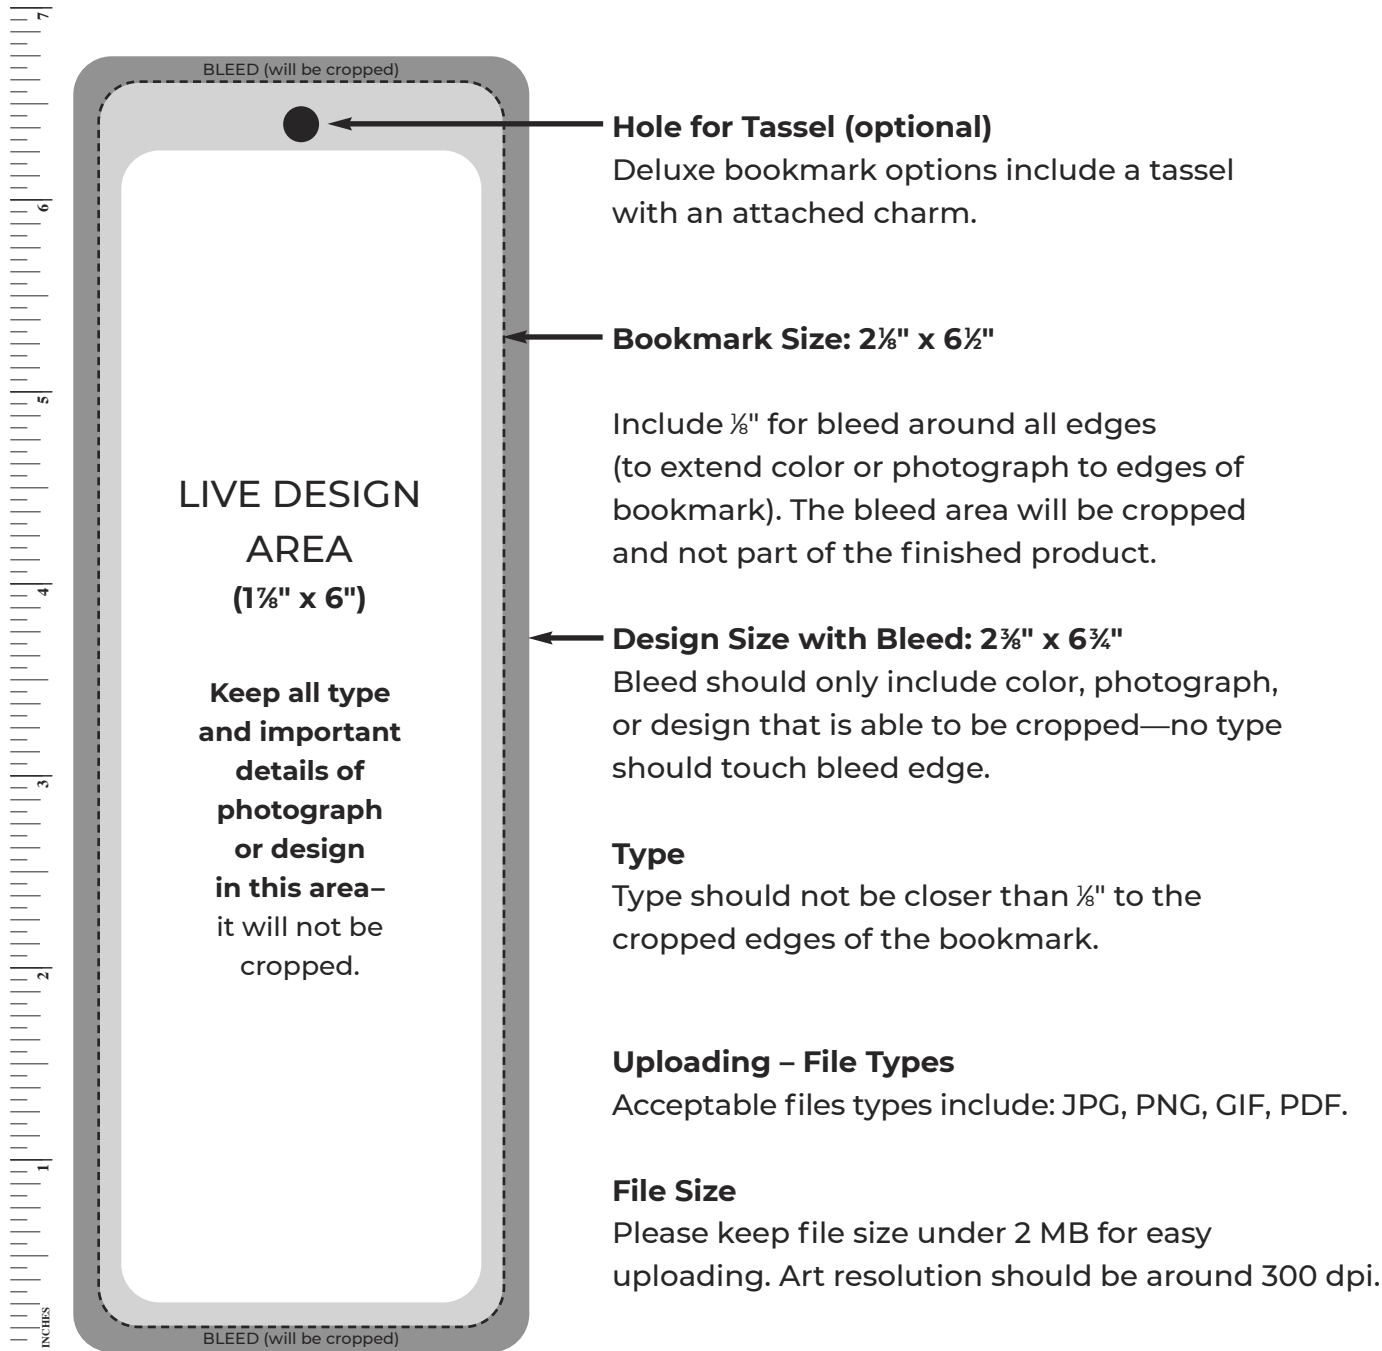 7
6
5
4
3
2
1
INCHES
BLEED (will be cropped)
LIVE DESIGN
AREA
(1⅞" x 6")
Keep all type
and important
details of
photograph
or design
in this area–
it will not be
cropped.
BLEED (will be cropped)
Hole for Tassel (optional)
Deluxe bookmark options include a tassel
with an attached charm.
Bookmark Size: 2⅛" x 6½"
Include ⅛" for bleed around all edges
(to extend color or photograph to edges of
bookmark). The bleed area will be cropped
and not part of the finished product.
Design Size with Bleed: 2⅜" x 6¾"
Bleed should only include color, photograph,
or design that is able to be cropped—no type
should touch bleed edge.
Type
Type should not be closer than ⅛" to the
cropped edges of the bookmark.
Uploading – File Types
Acceptable files types include: JPG, PNG, GIF, PDF.
File Size
Please keep file size under 2 MB for easy
uploading. Art resolution should be around 300 dpi.